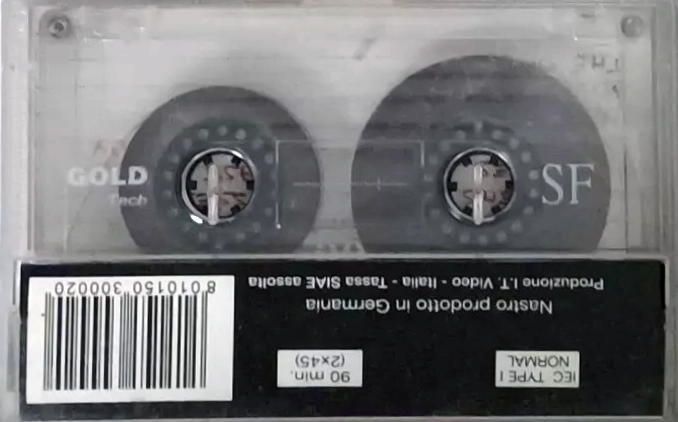 GOLD
Tech
SF
Nastro prodotto in Germania
Produzione I.T. Video - Italia - Tassa SIAE assolta
IEC TYPE I
NORMAL
90 min.
(2x45)
8 010150 300020